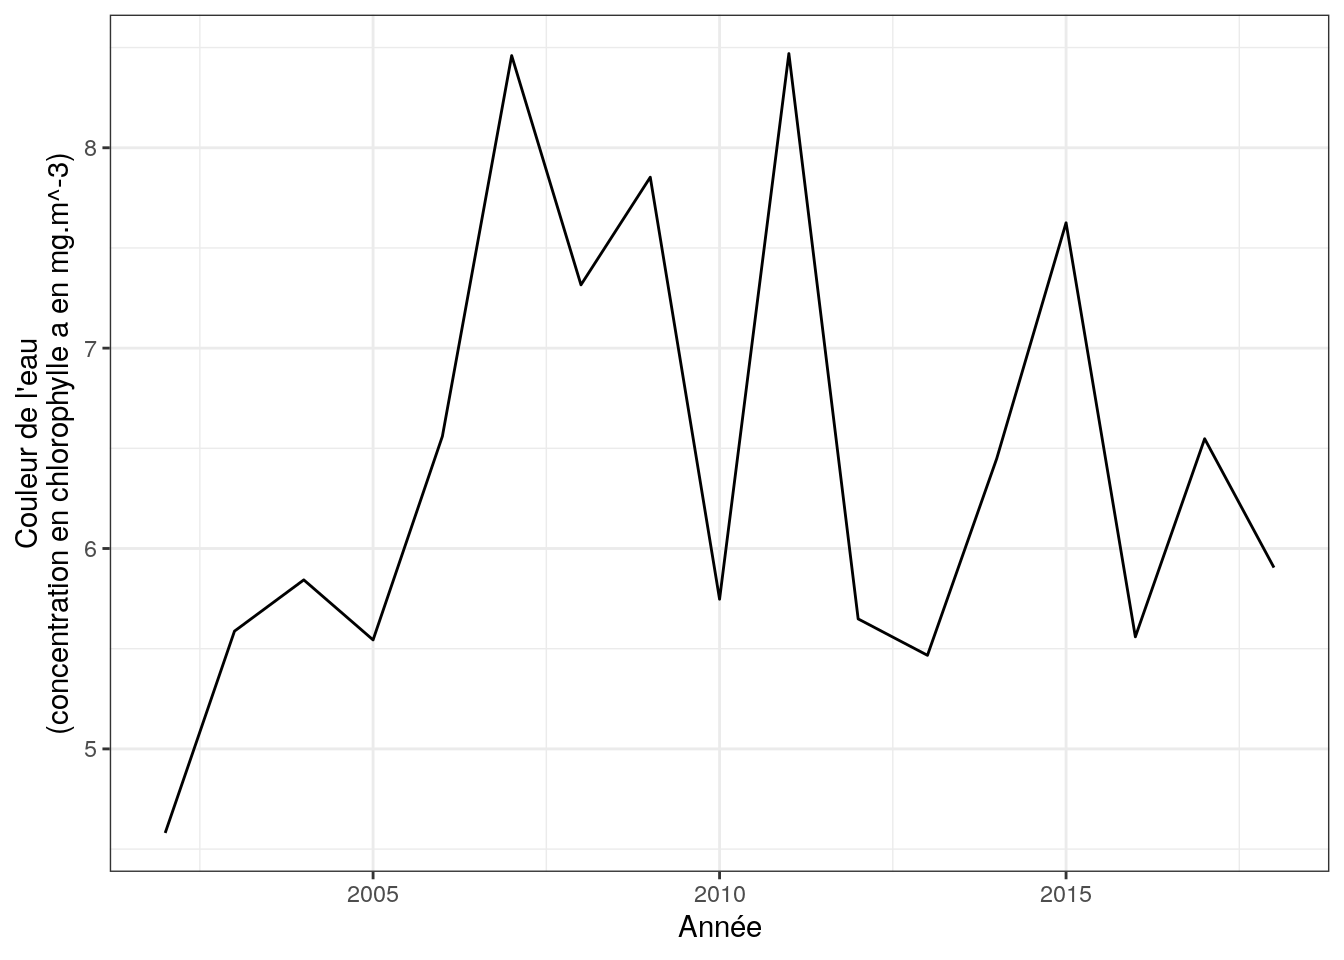 Couleur de l'eau
(concentration en chlorophylle a en mg.m^-3)
8
7
6
5
2005
2010
2015
Année